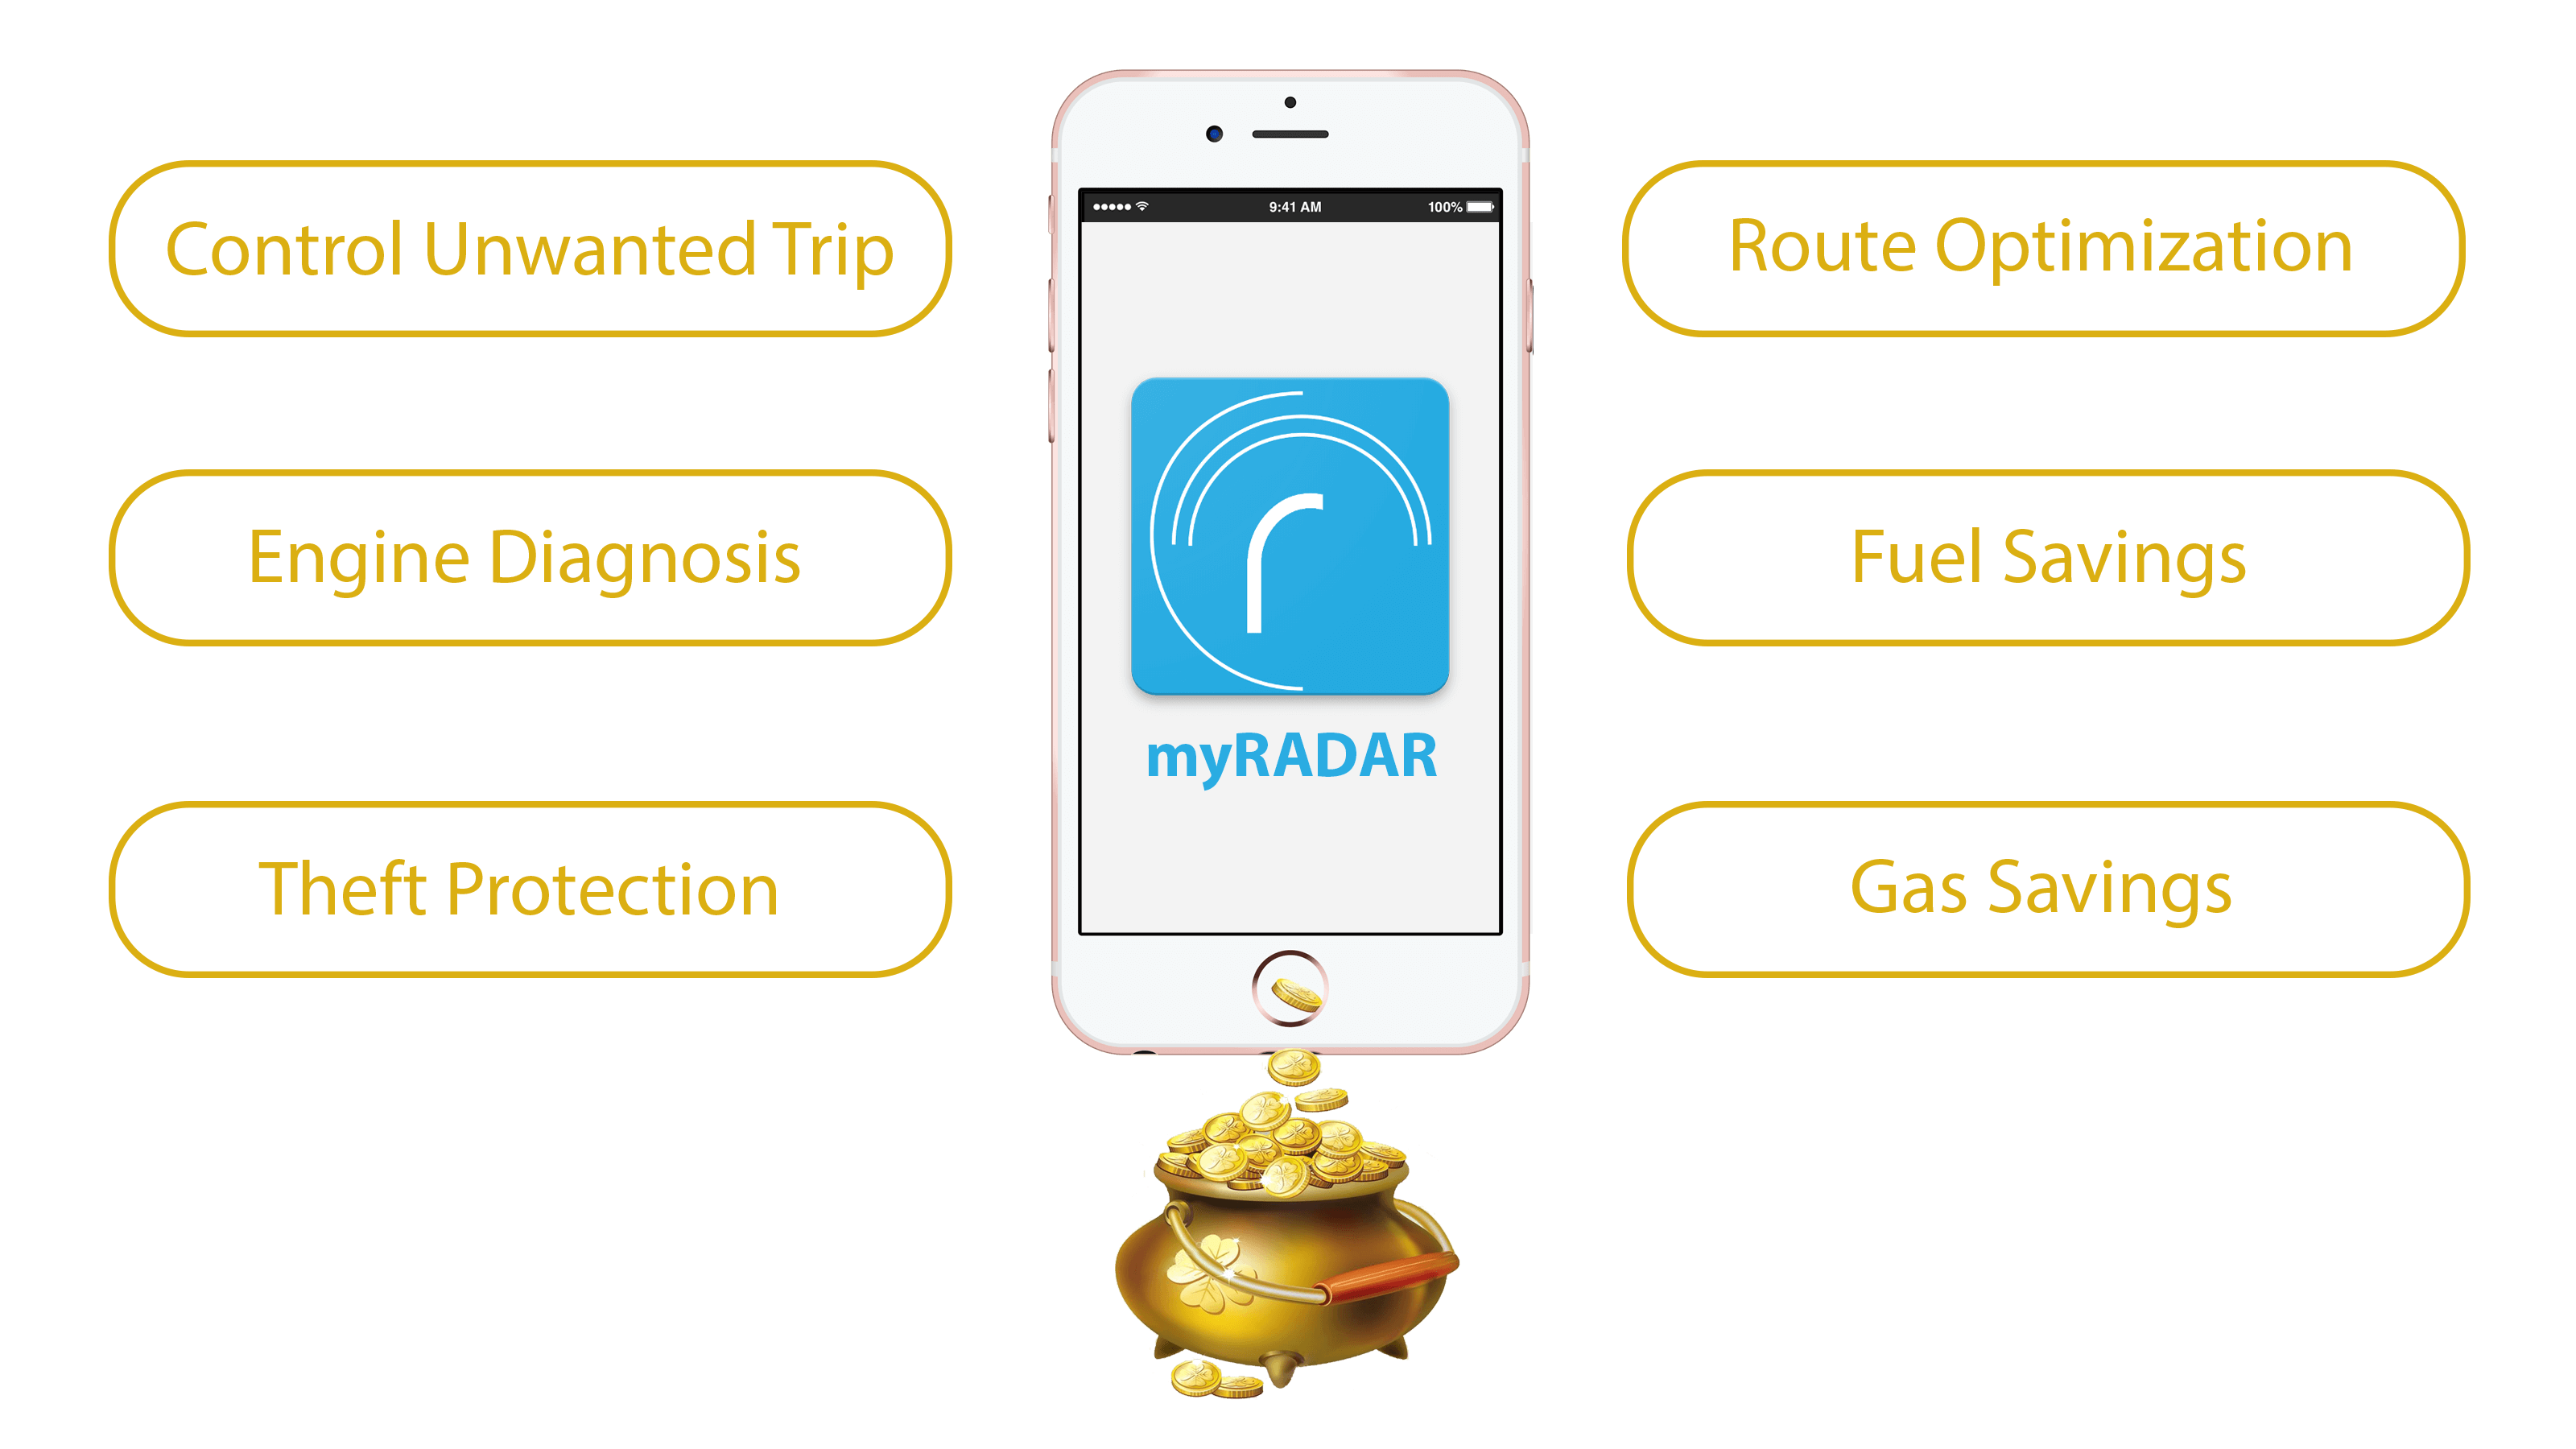 Control Unwanted Trip
Engine Diagnosis
Theft Protection
9:41 AM
100%
r
myRADAR
Route Optimization
Fuel Savings
Gas Savings